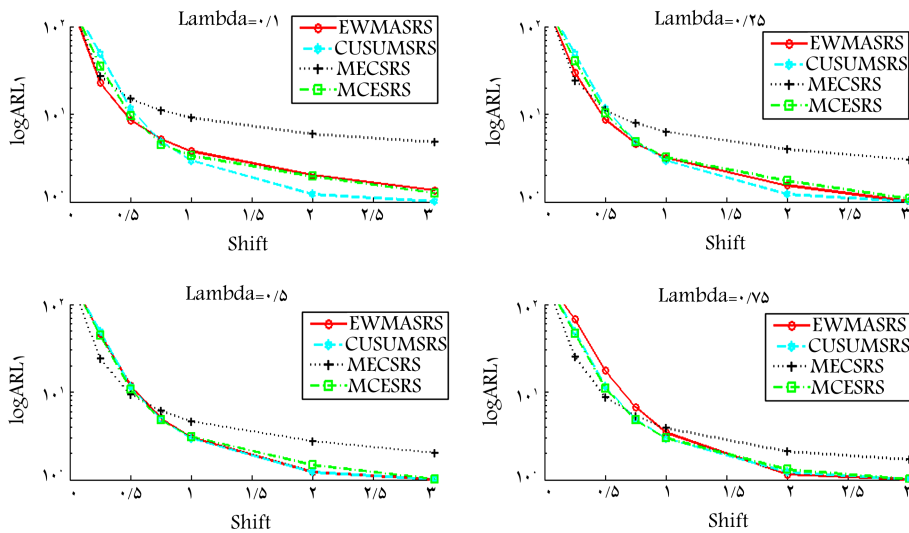 Lambda=۰/۱
۱۰۲
۱۰۱
۱۰۰
logARL۱
EWMASRS
CUSUMSRS
MECSRS
MCESRS
۰ ۰/۵ ۱ ۱/۵ ۲ ۲/۵ ۳
Shift
Lambda=۰/۲۵
۱۰۲
۱۰۱
۱۰۰
logARL۱
EWMASRS
CUSUMSRS
MECSRS
MCESRS
۰ ۰/۵ ۱ ۱/۵ ۲ ۲/۵ ۳
Shift
Lambda=۰/۵
۱۰۲
۱۰۱
۱۰۰
logARL۱
EWMASRS
CUSUMSRS
MECSRS
MCESRS
۰ ۰/۵ ۱ ۱/۵ ۲ ۲/۵ ۳
Shift
Lambda=۰/۷۵
۱۰۲
۱۰۱
۱۰۰
logARL۱
EWMASRS
CUSUMSRS
MECSRS
MCESRS
۰ ۰/۵ ۱ ۱/۵ ۲ ۲/۵ ۳
Shift